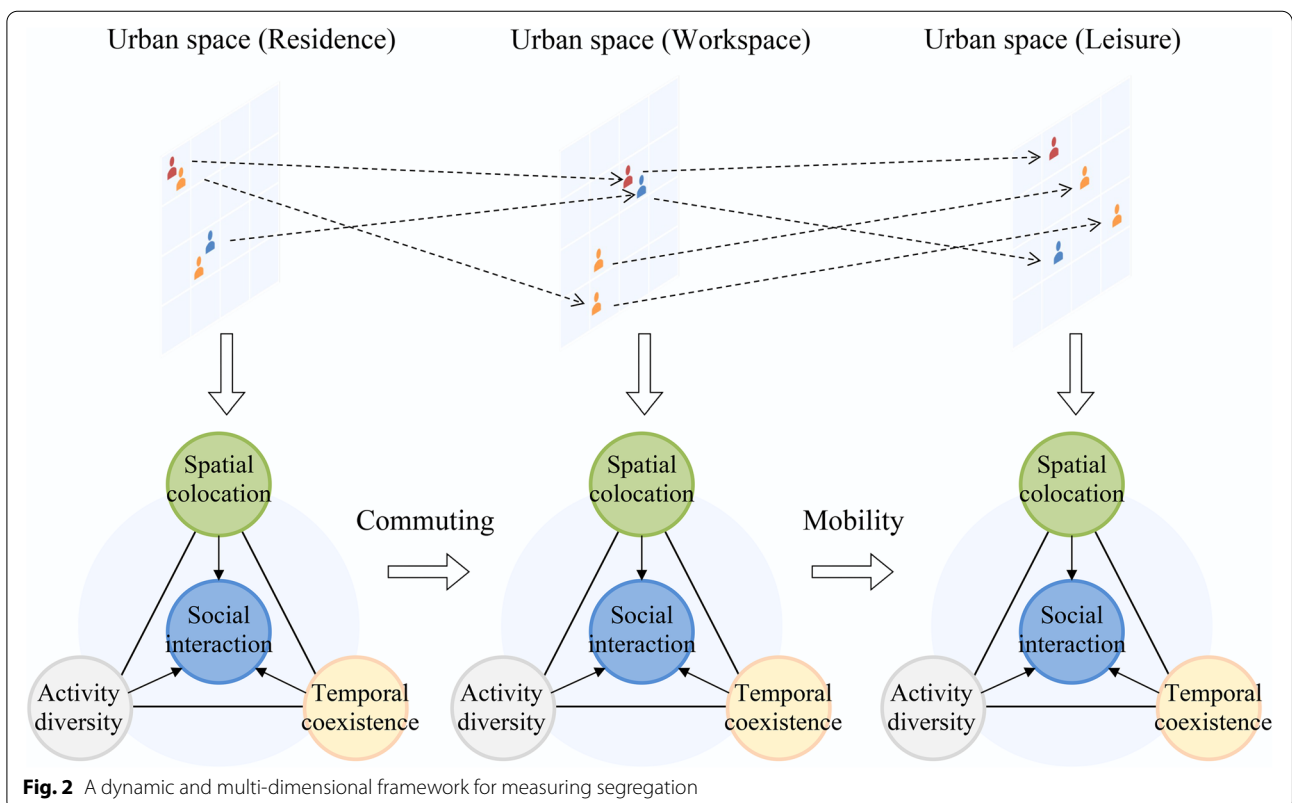 Urban space (Residence)
Urban space (Workspace)
Urban space (Leisure)
Spatial
colocation
Social
interaction
Activity
diversity
Temporal
coexistence
Commuting
Spatial
colocation
Social
interaction
Activity
diversity
Temporal
coexistence
Mobility
Spatial
colocation
Social
interaction
Activity
diversity
Temporal
coexistence
Fig. 2 A dynamic and multi-dimensional framework for measuring segregation